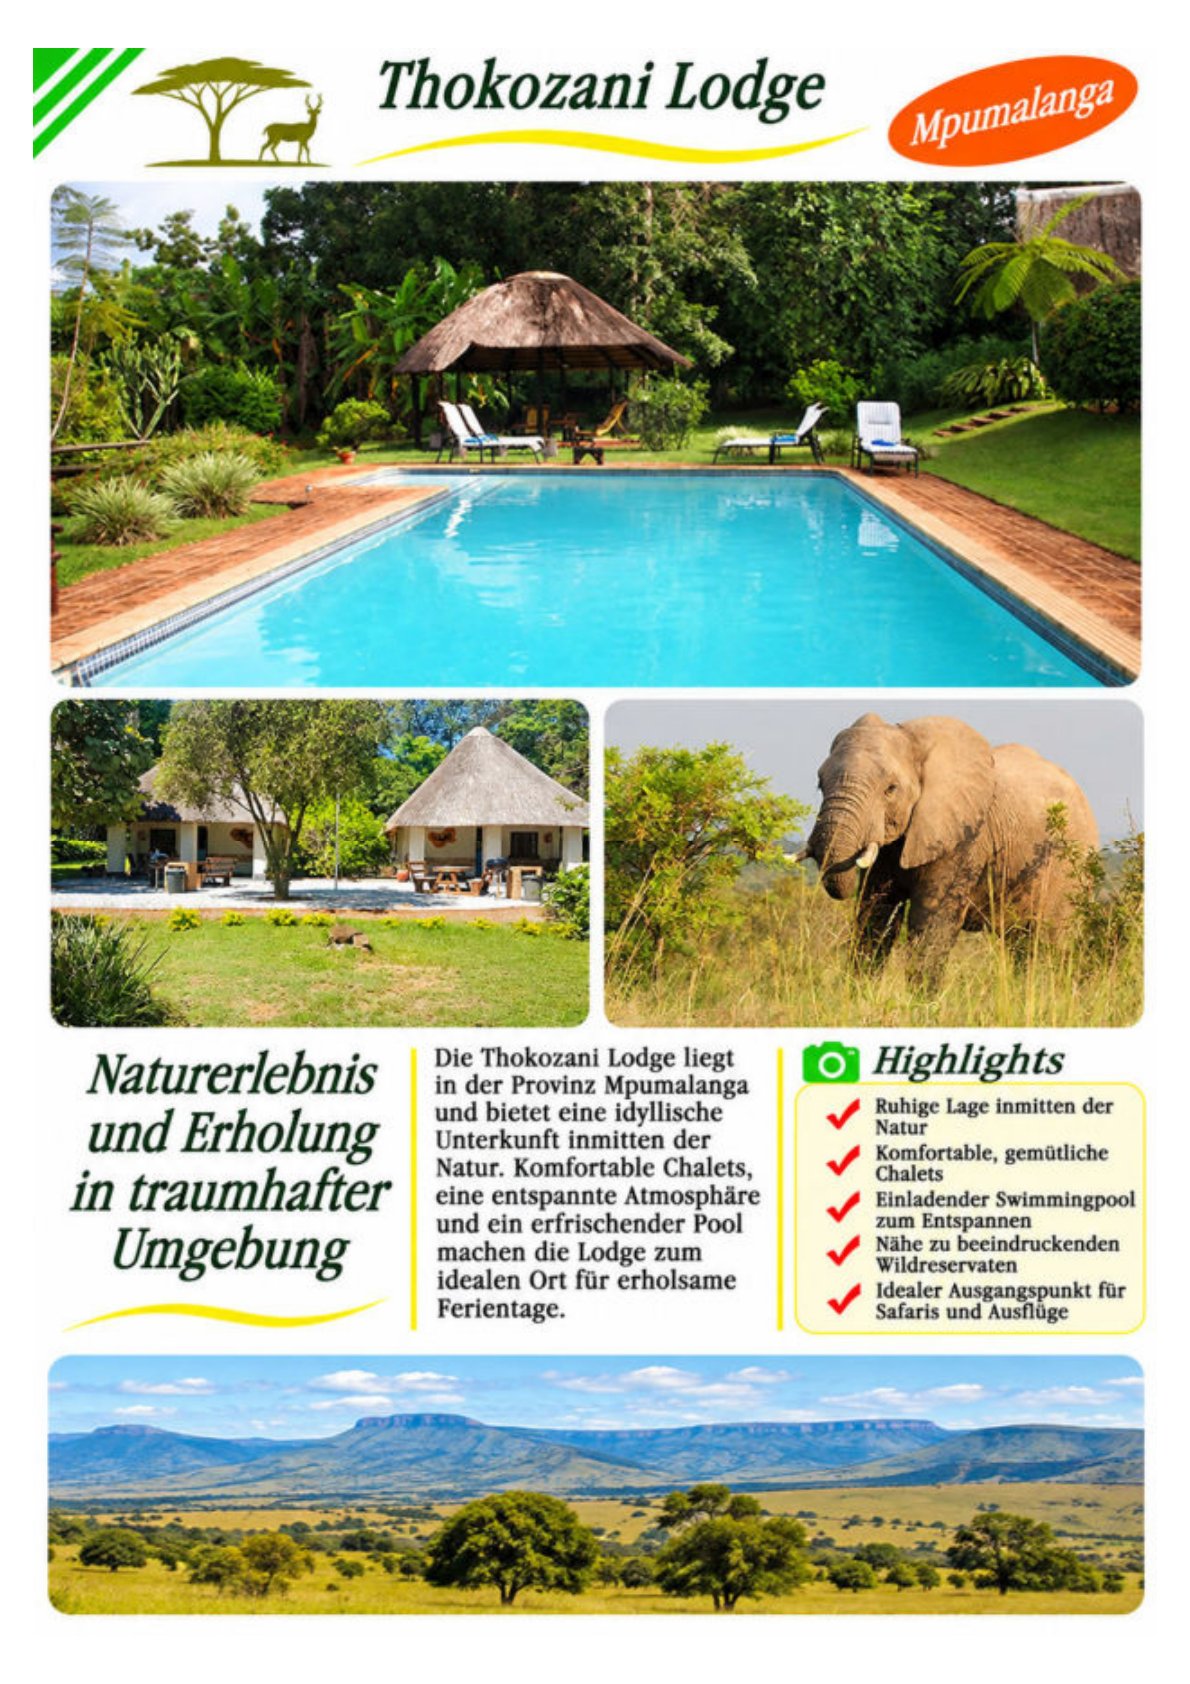 Thokozani Lodge
Mpumalanga
Naturerlebnis
und Erholung
in traumhafter
Umgebung
Die Thokozani Lodge liegt
in der Provinz Mpumalanga
und bietet eine idyllische
Unterkunft inmitten der
Natur. Komfortable Chalets,
eine entspannte Atmosphäre
und ein erfrischender Pool
machen die Lodge zum
idealen Ort für erholsame
Ferientage.
Highlights
Ruhige Lage inmitten der
Natur
Komfortable, gemütliche
Chalets
Einladender Swimmingpool
zum Entspannen
Nähe zu beeindruckenden
Wildreservaten
Idealer Ausgangspunkt für
Safaris und Ausflüge